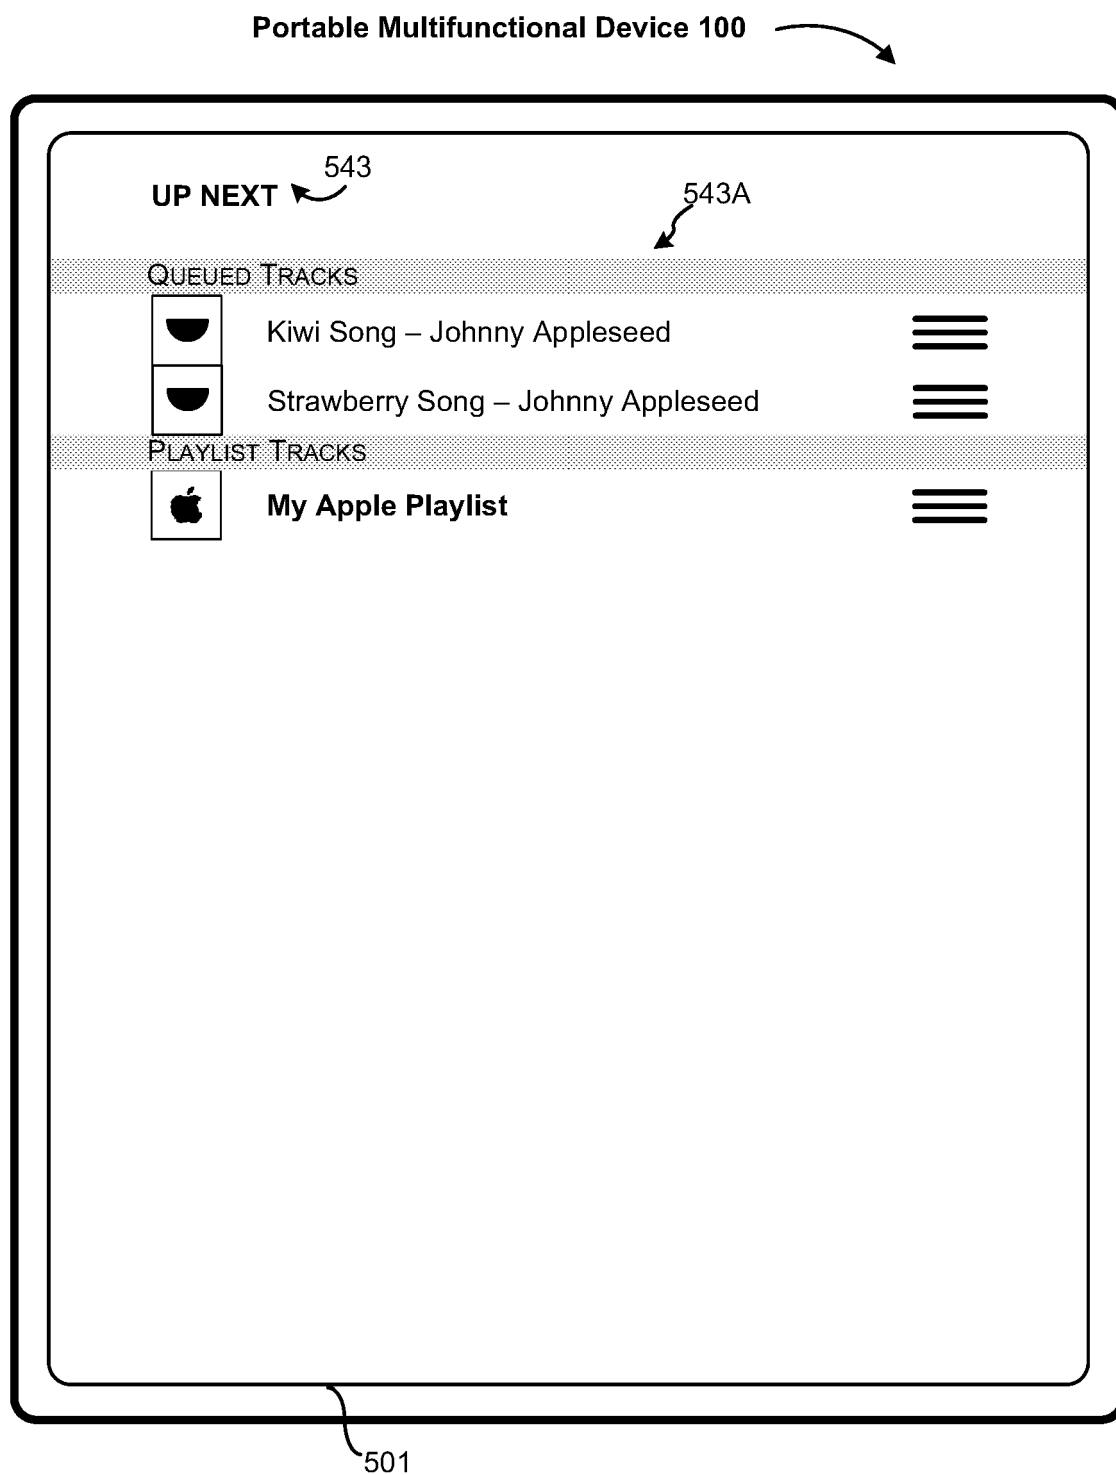 Portable Multifunctional Device 100
543
UP NEXT
543A
QUEUED TRACKS
Kiwi Song – Johnny Appleseed
Strawberry Song – Johnny Appleseed
PLAYLIST TRACKS
My Apple Playlist
501